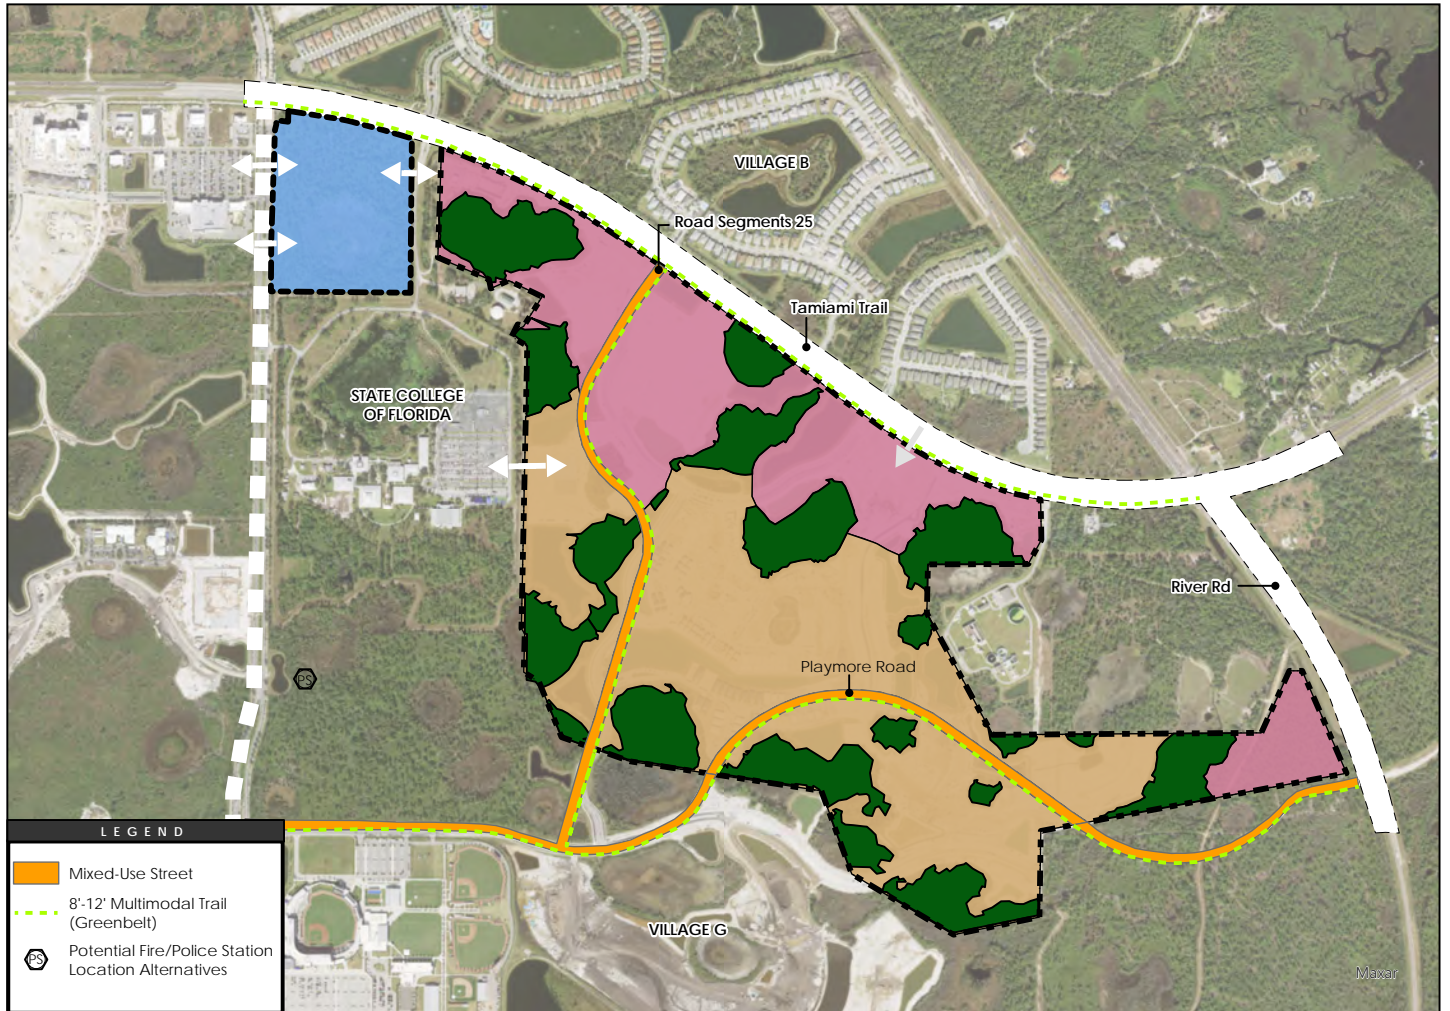 VILLAGE B
Road Segments 25
Tamiami Trail
STATE COLLEGE
OF FLORIDA
River Rd
Playmore Road
PS
VILLAGE G
Maxar
LEGEND
Mixed-Use Street
8'-12' Multimodal Trail
(Greenbelt)
PS
Potential Fire/Police Station
Location Alternatives